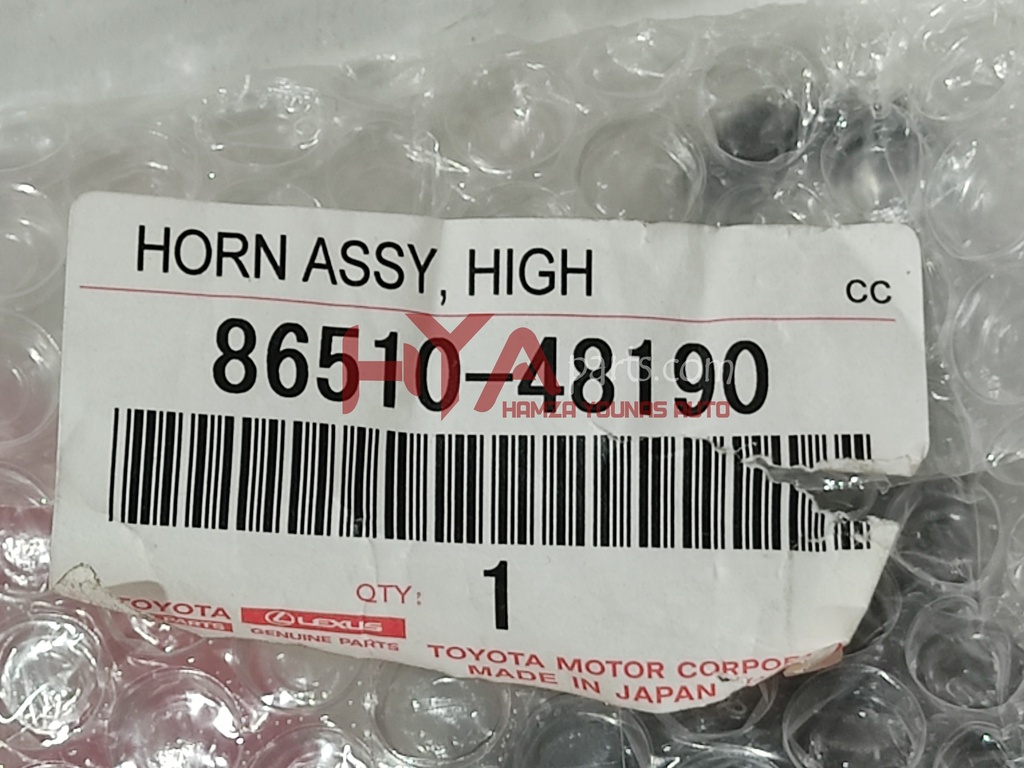 HORN ASSY, HIGH
CC
86510-48190
HYA parts.com
HAMZA YOUNAS AUTO
QTY: 1
TOYOTA LEXUS
PARTS GENUINE PARTS
TOYOTA MOTOR
MADE IN JAPAN